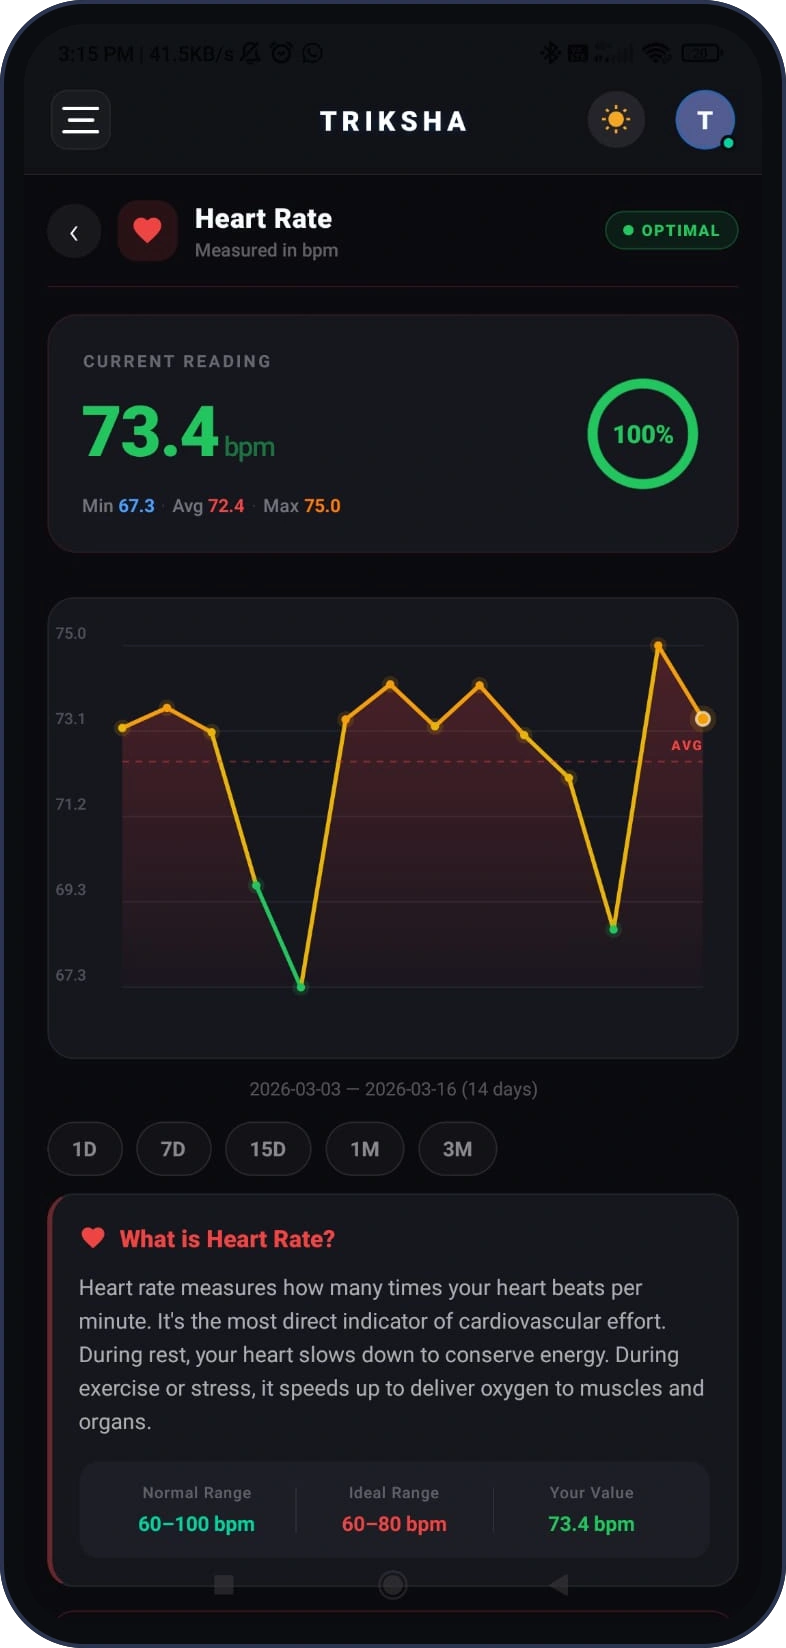 3:15 PM | 41.5KB/s
20
TRIKSHA
T
Heart Rate
Measured in bpm
OPTIMAL
CURRENT READING
73.4 bpm
100%
Min 67.3 · Avg 72.4 · Max 75.0
75.0
73.1
AVG
71.2
69.3
67.3
2026-03-03 — 2026-03-16 (14 days)
1D 7D 15D 1M 3M
What is Heart Rate?
Heart rate measures how many times your heart beats per
minute. It's the most direct indicator of cardiovascular effort.
During rest, your heart slows down to conserve energy. During
exercise or stress, it speeds up to deliver oxygen to muscles and
organs.
Normal Range Ideal Range Your Value
60–100 bpm 60–80 bpm 73.4 bpm